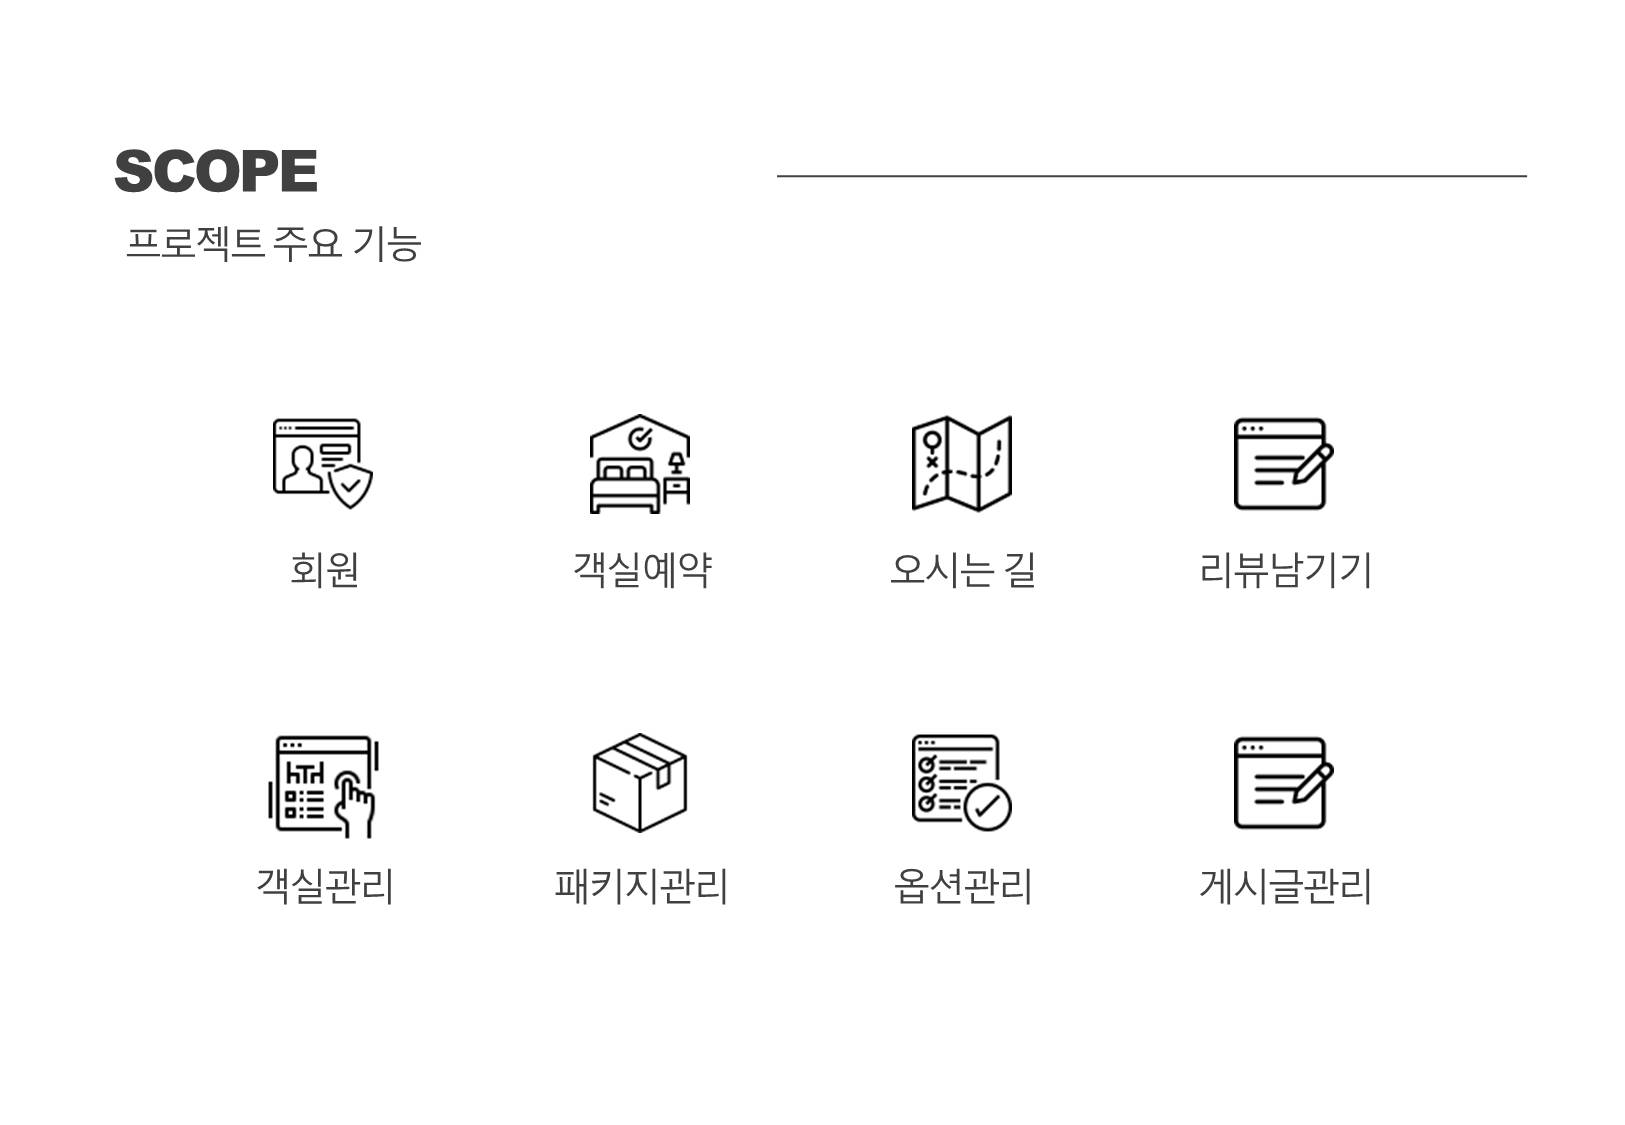 SCOPE
프로젝트 주요 기능
회원
객실예약
오시는 길
리뷰남기기
객실관리
패키지관리
옵션관리
게시글관리